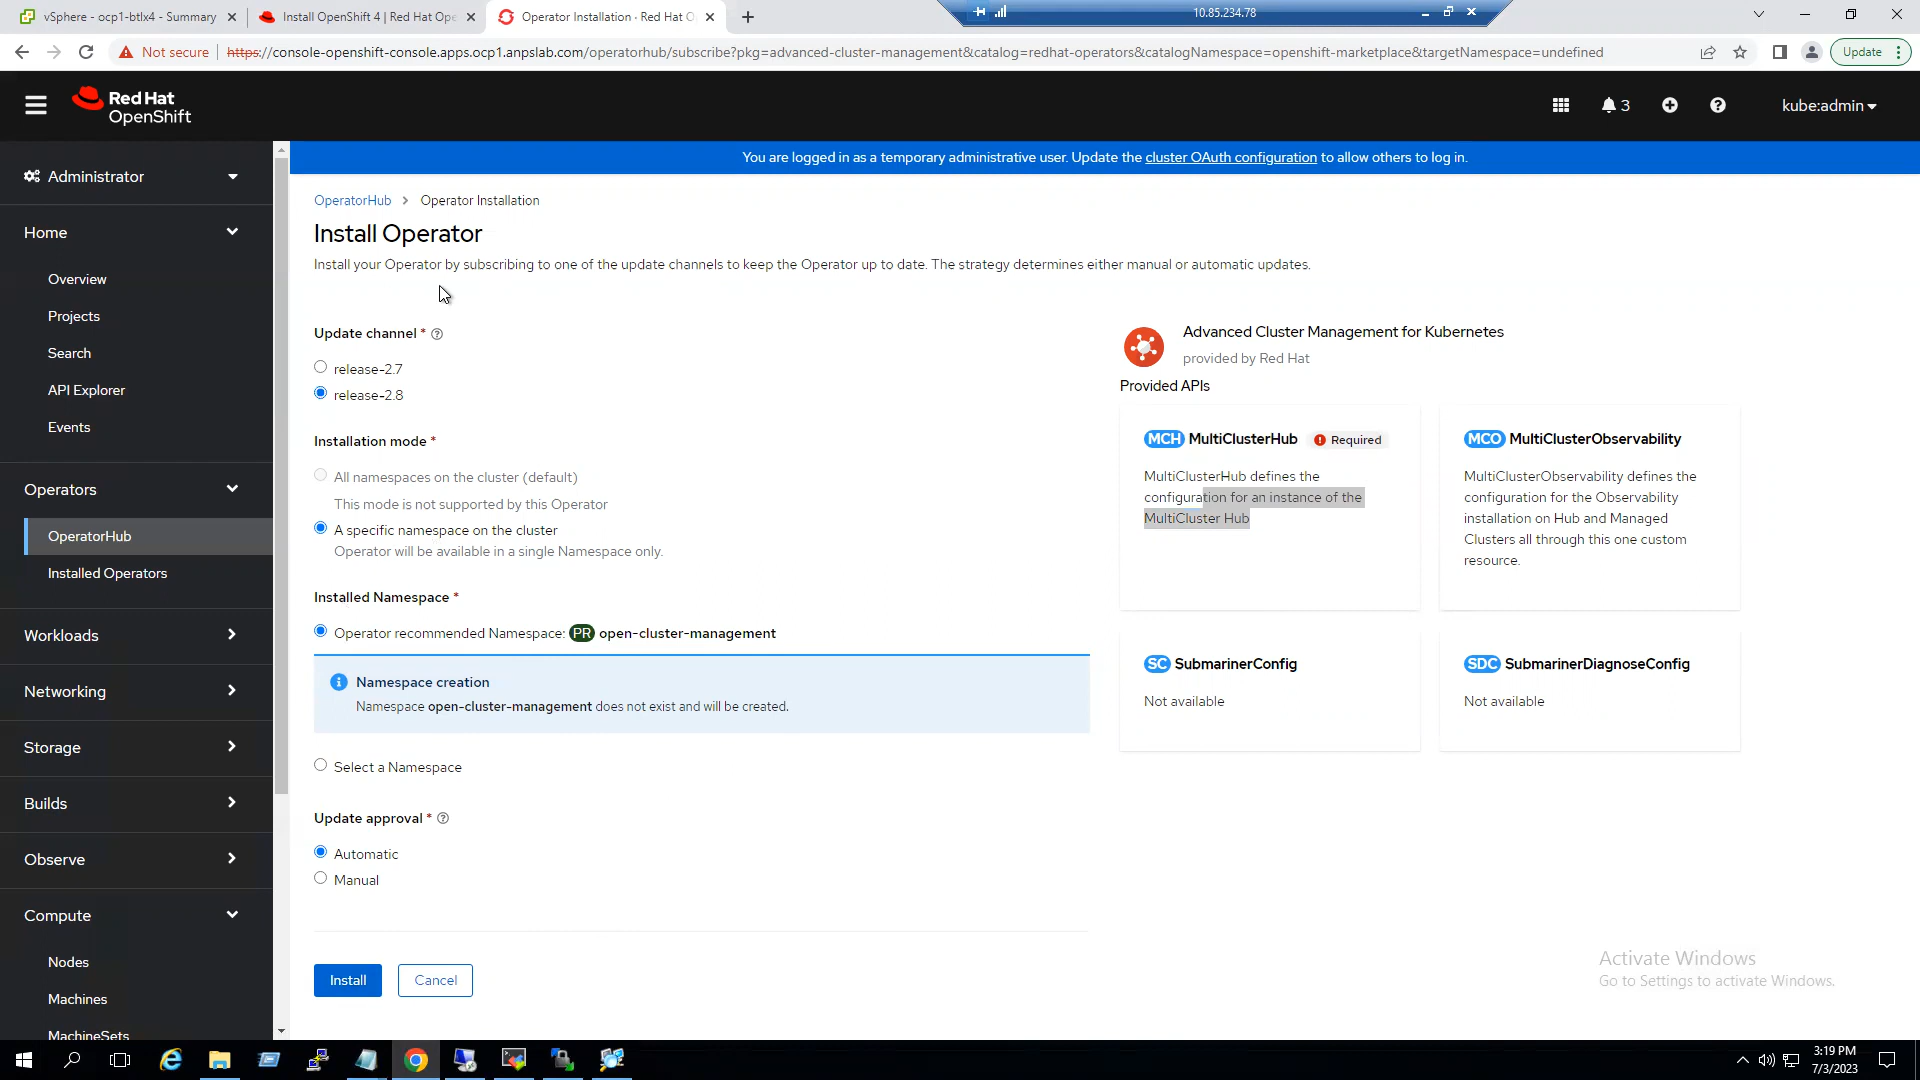 vSphere - ocp1-btlx4 - Summary
Install OpenShift 4 | Red Hat Ope
Operator Installation · Red Hat O
10.85.234.78
Not secure
https://console-openshift-console.apps.ocp1.anpslab.com/operatorhub/subscribe?pkg=advanced-cluster-management&catalog=redhat-operators&catalogNamespace=openshift-marketplace&targetNamespace=undefined
Update
Red Hat
OpenShift
3
kube:admin
You are logged in as a temporary administrative user. Update the cluster OAuth configuration to allow others to log in.
Administrator
Home
Overview
Projects
Search
API Explorer
Events
Operators
OperatorHub
Installed Operators
Workloads
Networking
Storage
Builds
Observe
Compute
Nodes
Machines
MachineSets
OperatorHub > Operator Installation
Install Operator
Install your Operator by subscribing to one of the update channels to keep the Operator up to date. The strategy determines either manual or automatic updates.
Update channel *
release-2.7
release-2.8
Installation mode *
All namespaces on the cluster (default)
This mode is not supported by this Operator
A specific namespace on the cluster
Operator will be available in a single Namespace only.
Installed Namespace *
Operator recommended Namespace: PR open-cluster-management
Namespace creation
Namespace open-cluster-management does not exist and will be created.
Select a Namespace
Update approval *
Automatic
Manual
Install
Cancel
Advanced Cluster Management for Kubernetes
provided by Red Hat
Provided APIs
MCH MultiClusterHub Required
MultiClusterHub defines the
configuration for an instance of the
MultiCluster Hub
MCO MultiClusterObservability
MultiClusterObservability defines the
configuration for the Observability
installation on Hub and Managed
Clusters all through this one custom
resource.
SC SubmarinerConfig
Not available
SDC SubmarinerDiagnoseConfig
Not available
Activate Windows
Go to Settings to activate Windows.
3:19 PM
7/3/2023